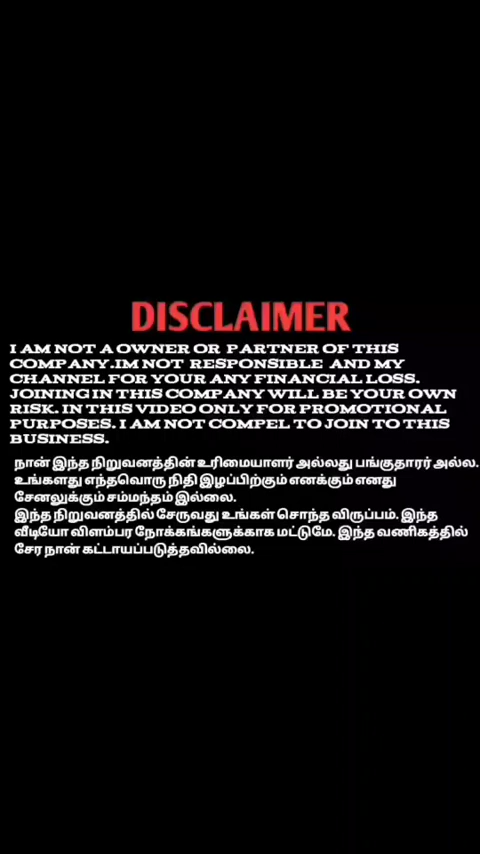 DISCLAIMER
I AM NOT A OWNER OR PARTNER OF THIS
COMPANY.IM NOT RESPONSIBLE AND MY
CHANNEL FOR YOUR ANY FINANCIAL LOSS.
JOINING IN THIS COMPANY WILL BE YOUR OWN
RISK. IN THIS VIDEO ONLY FOR PROMOTIONAL
PURPOSES. I AM NOT COMPEL TO JOIN TO THIS
BUSINESS.
நான் இந்த நிறுவனத்தின் உரிமையாளர் அல்லது பங்குதாரர் அல்ல.
உங்களது எந்தவொரு நிதி இழப்பிற்கும் எனக்கும் எனது
சேனலுக்கும் சம்மந்தம் இல்லை.
இந்த நிறுவனத்தில் சேருவது உங்கள் சொந்த விருப்பம். இந்த
வீடியோ விளம்பர நோக்கங்களுக்காக மட்டுமே. இந்த வணிகத்தில்
சேர நான் கட்டாயப்படுத்தவில்லை.